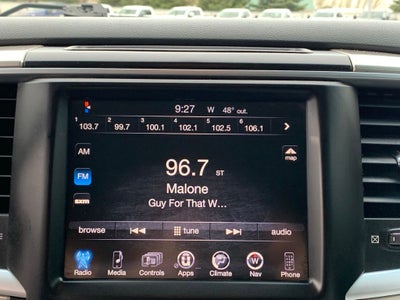 9:27 W 48° out.
1 103.7 2 99.7 3 100.1 4 102.1 5 102.5 6 106.1
AM
FM
sxm
map
96.7 ST
Malone
Guy For That W...
browse tune audio
Radio Media Controls Apps Climate Nav Phone